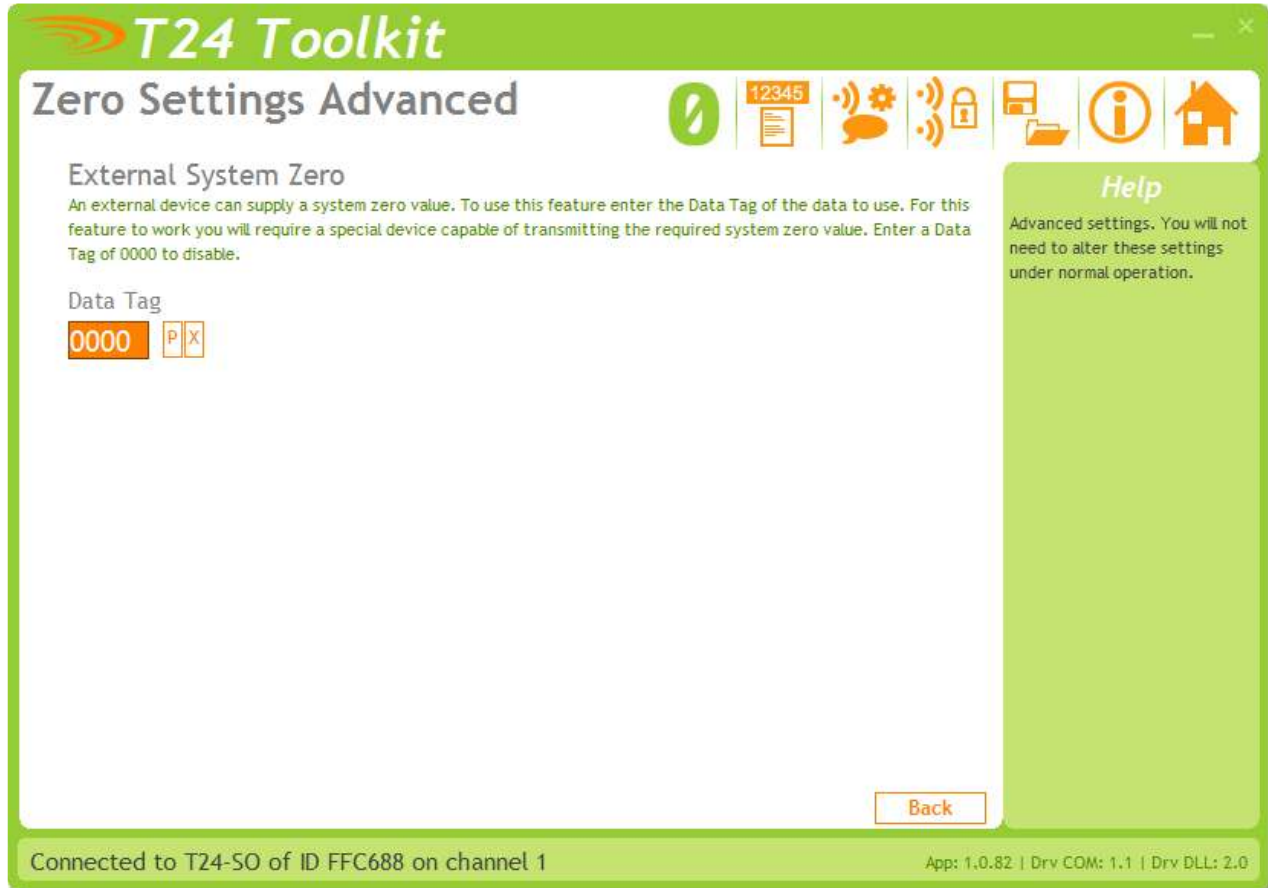 T24 Toolkit
Zero Settings Advanced
0
12345
External System Zero
An external device can supply a system zero value. To use this feature enter the Data Tag of the data to use. For this
feature to work you will require a special device capable of transmitting the required system zero value. Enter a Data
Tag of 0000 to disable.
Data Tag
0000 P X
Help
Advanced settings. You will not
need to alter these settings
under normal operation.
Back
Connected to T24-SO of ID FFC688 on channel 1
App: 1.0.82 | Drv COM: 1.1 | Drv DLL: 2.0